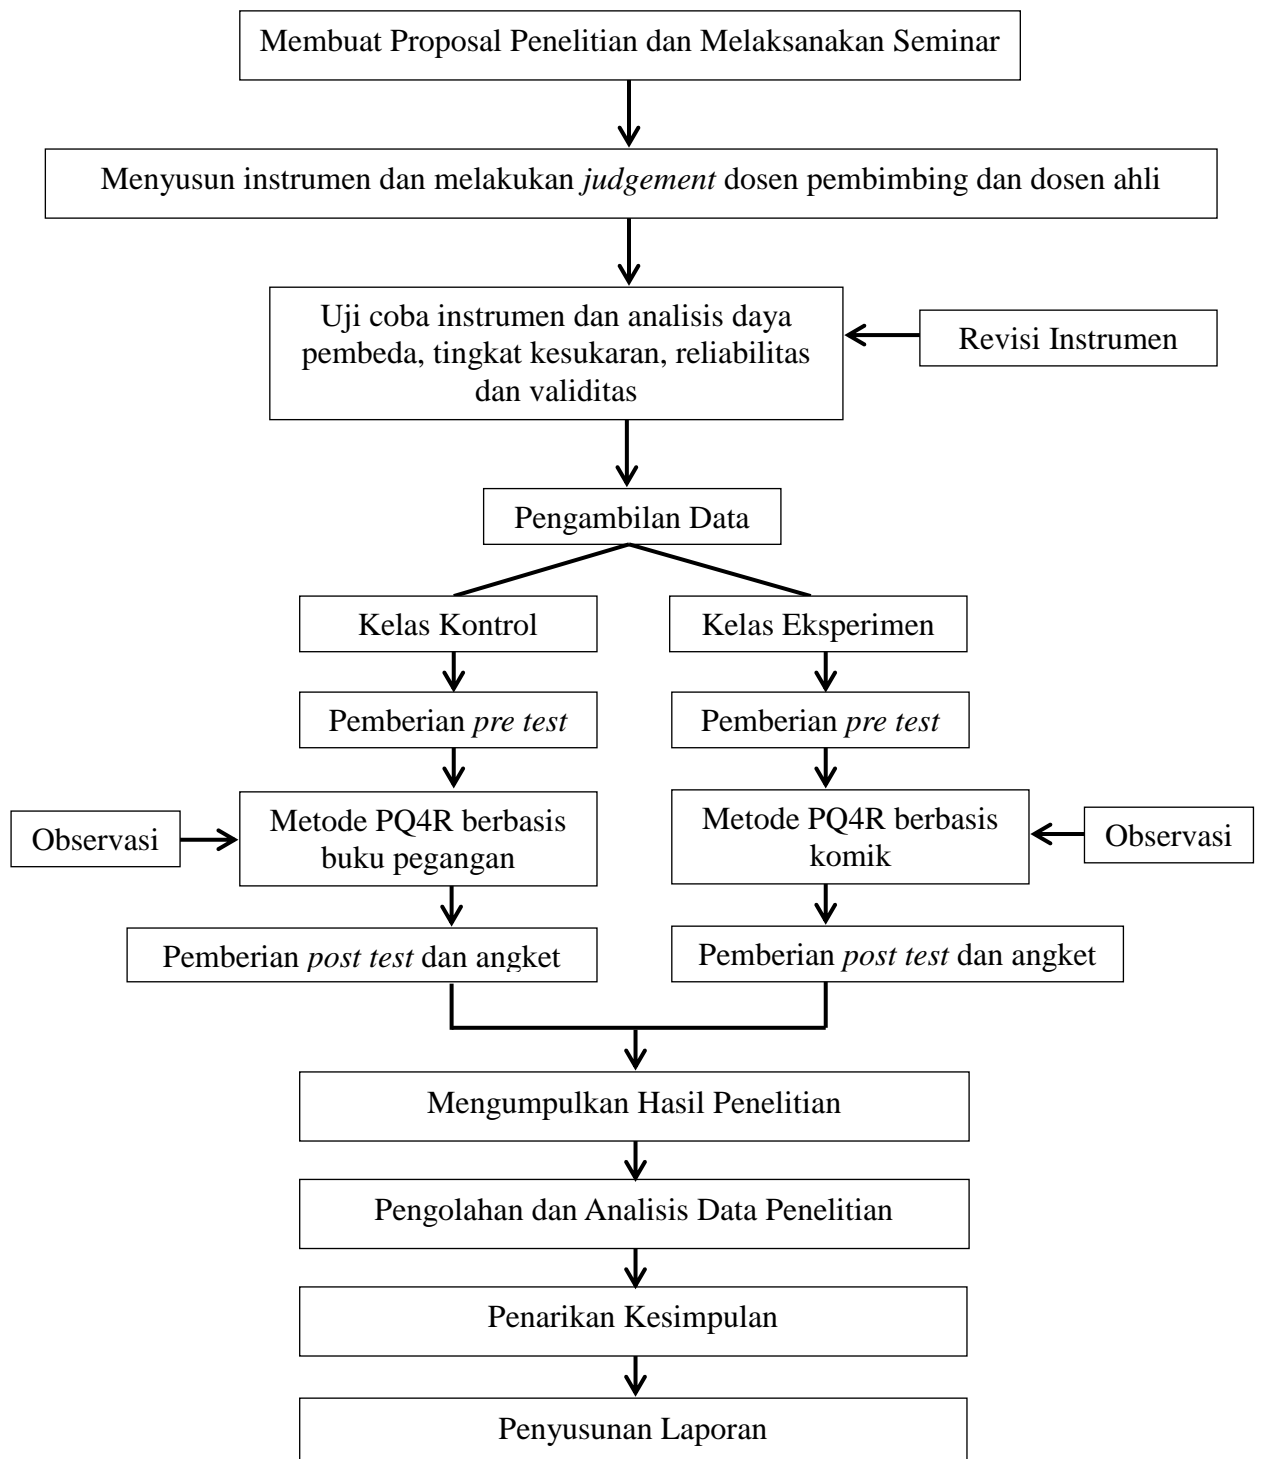 Membuat Proposal Penelitian dan Melaksanakan Seminar
Menyusun instrumen dan melakukan judgement dosen pembimbing dan dosen ahli
Uji coba instrumen dan analisis daya
pembeda, tingkat kesukaran, reliabilitas
dan validitas
Revisi Instrumen
Pengambilan Data
Kelas Kontrol
Kelas Eksperimen
Pemberian pre test
Pemberian pre test
Observasi
Metode PQ4R berbasis
buku pegangan
Metode PQ4R berbasis
komik
Observasi
Pemberian post test dan angket
Pemberian post test dan angket
Mengumpulkan Hasil Penelitian
Pengolahan dan Analisis Data Penelitian
Penarikan Kesimpulan
Penyusunan Laporan